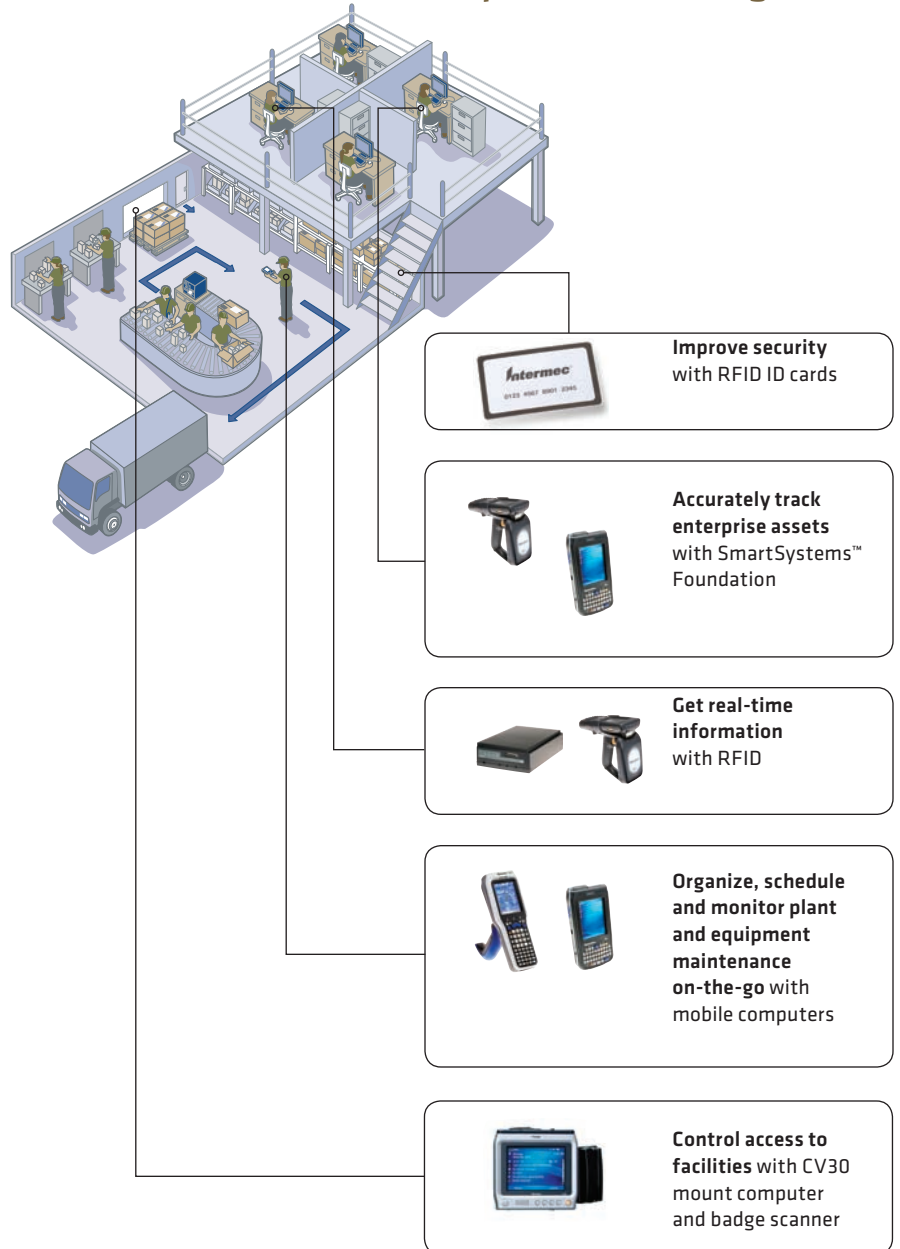 Improve security
with RFID ID cards
Intermec
0123 4567 8901 2345
Accurately track
enterprise assets
with SmartSystems™
Foundation
Get real-time
information
with RFID
Organize, schedule
and monitor plant
and equipment
maintenance
on-the-go with
mobile computers
Control access to
facilities with CV30
mount computer
and badge scanner